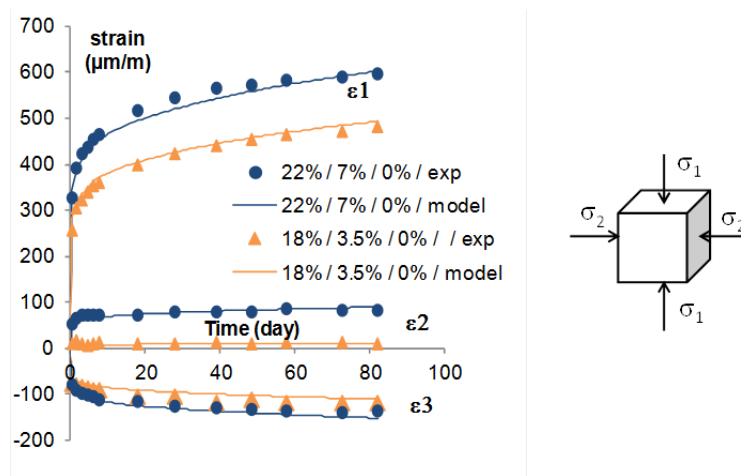 700
600
500
400
300
200
100
0
-100
-200
strain
(μm/m)
ε1
22% / 7% / 0% / exp
22% / 7% / 0% / model
18% / 3.5% / 0% / / exp
18% / 3.5% / 0% / model
Time (day)
ε2
0 20 40 60 80 100
ε3
σ1
σ2
σ2
σ1